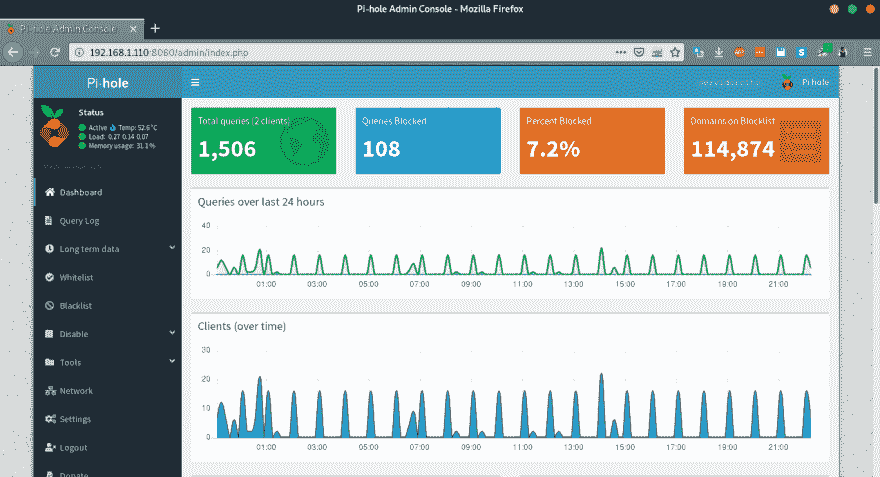 Pi-hole Admin Console - Mozilla Firefox
Pi-hole Admin Console
192.168.1.110:8060/admin/index.php
Pi-hole
Pi-hole
Status
Active Temp: 52.6 °C
Load: 0.27 0.14 0.07
Memory usage: 31.1 %
Dashboard
Query Log
Long term data
Whitelist
Blacklist
Disable
Tools
Network
Settings
Logout
Donate
Total queries (2 clients)
1,506
Queries Blocked
108
Percent Blocked
7.2%
Domains on Blocklist
114,874
Queries over last 24 hours
40
20
0
01:00 03:00 05:00 07:00 09:00 11:00 13:00 15:00 17:00 19:00 21:00
Clients (over time)
30
20
10
0
01:00 03:00 05:00 07:00 09:00 11:00 13:00 15:00 17:00 19:00 21:00